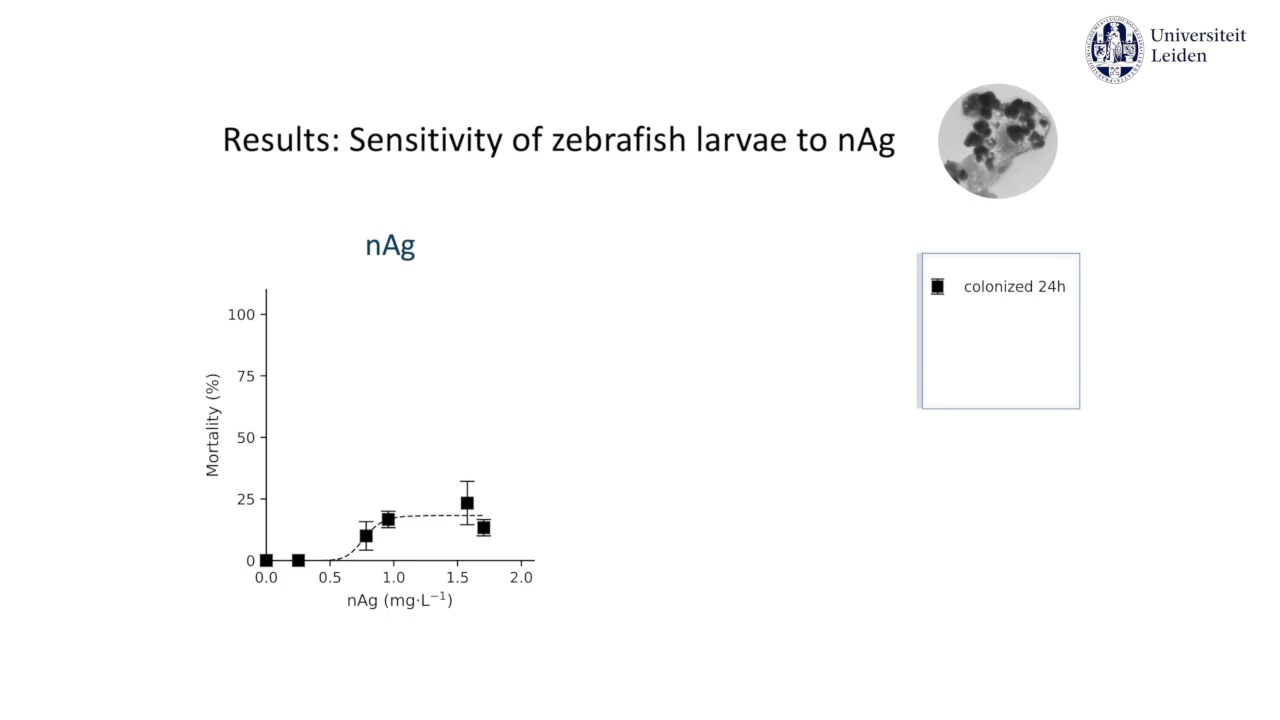 Universiteit
Leiden
Results: Sensitivity of zebrafish larvae to nAg
nAg
colonized 24h
100
75
50
25
0
Mortality (%)
0.0 0.5 1.0 1.5 2.0
nAg (mg·L⁻¹)